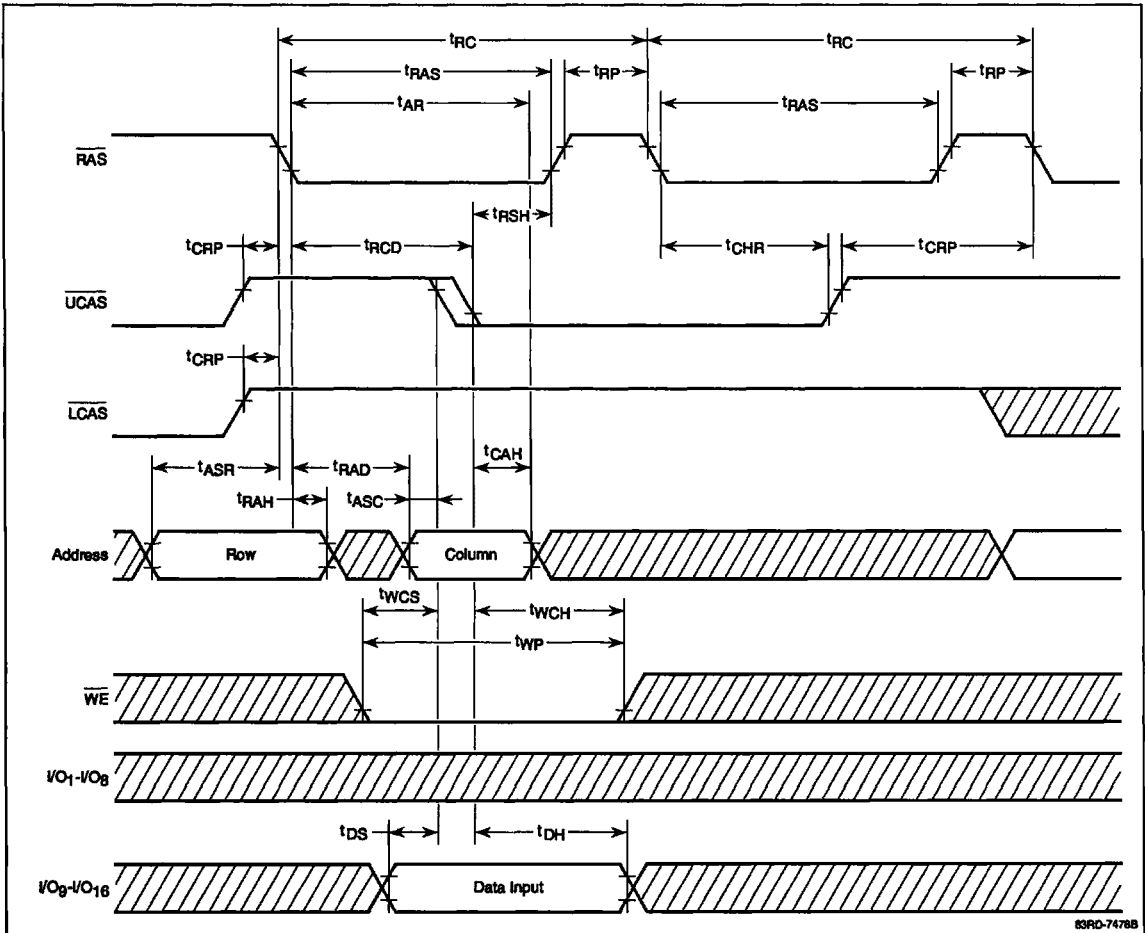 tRC tRC
tRAS tRP tRP
tAR tRAS
RAS
tRSH
tCRP tRCD tCHR tCRP
UCAS
tCRP
LCAS
tCAH
tASR tRAD
tRAH tASC
Address Row Column
tWCS tWCH
tWP
WE
I/O1-I/O8
tDS tDH
I/O9-I/O16 Data Input
83RD-7478B